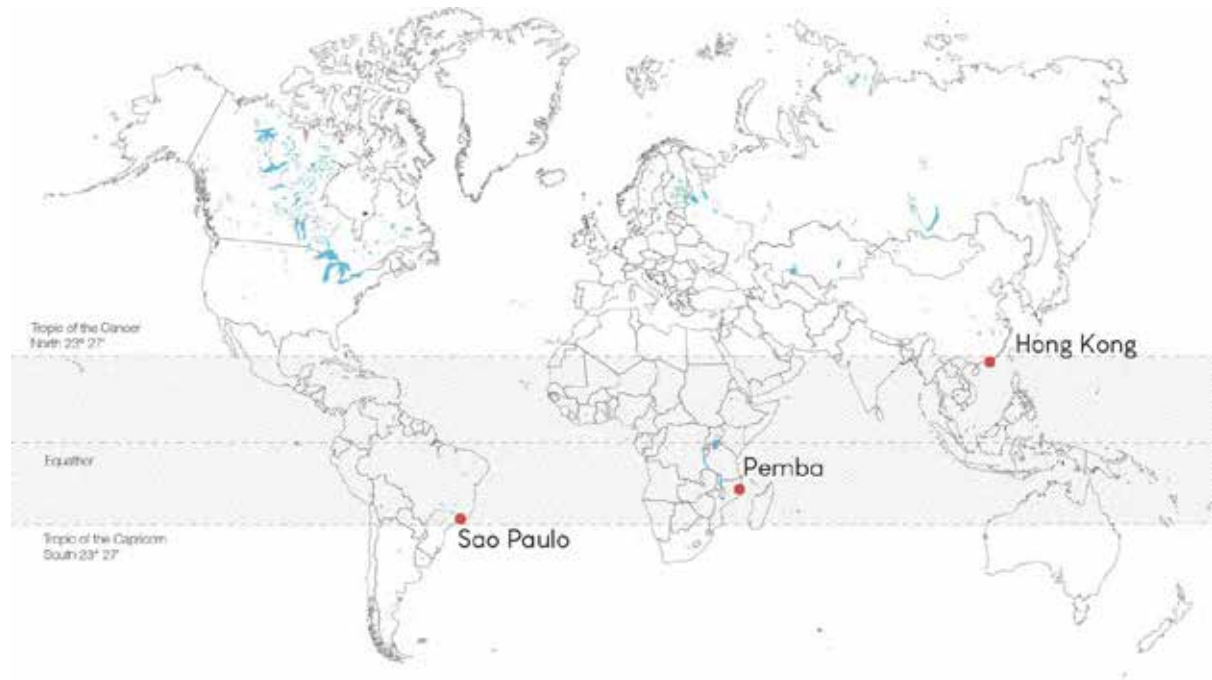 Tropic of the Cancer
North 23° 27'
Hong Kong
Equathor
Pemba
Sao Paulo
Tropic of the Capricorn
South 23° 27'